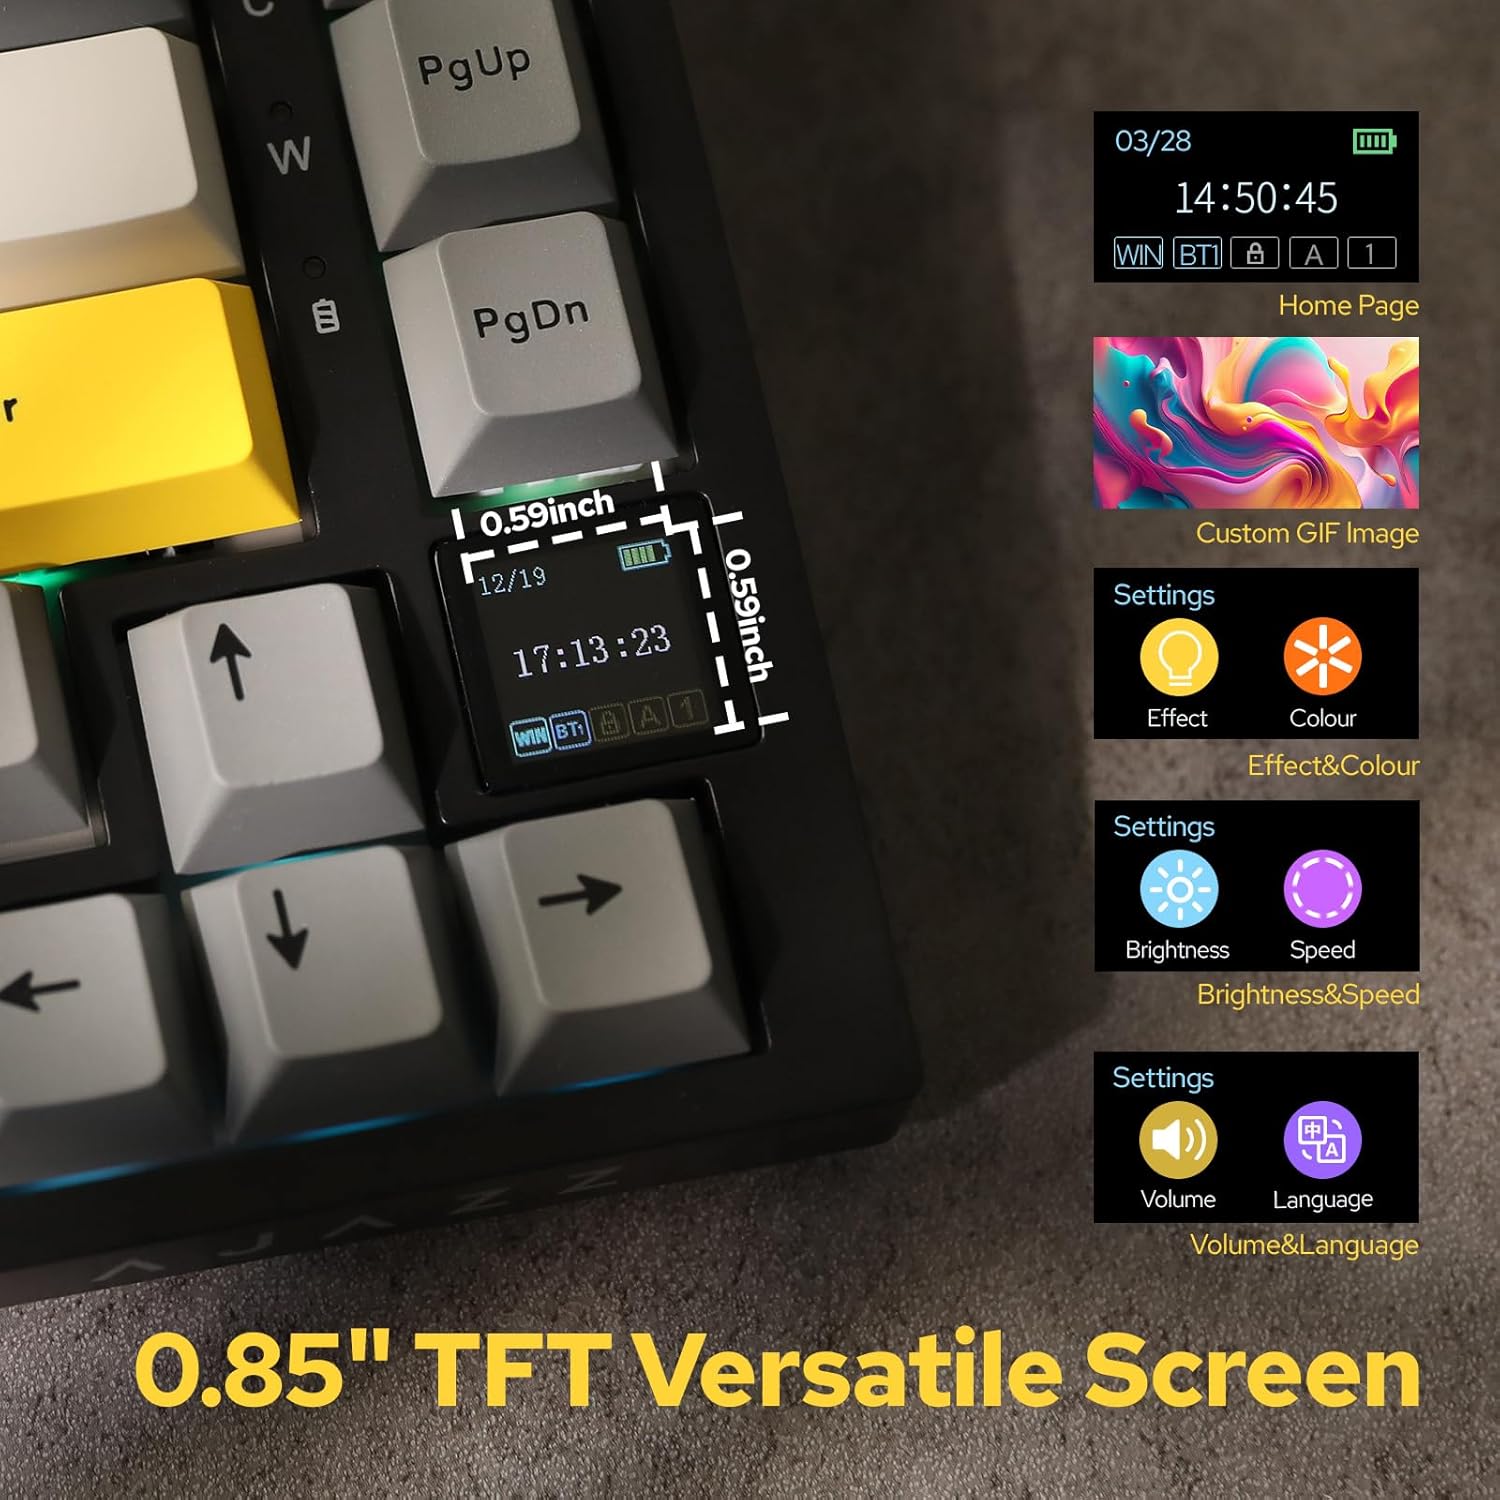 C
PgUp
W
PgDn
r
0.59inch
0.59inch
12/19
17:13:23
WIN BT1 A 1
AJAZZ
03/28
14:50:45
WIN BT1 A 1
Home Page
Custom GIF Image
Settings
Effect Colour
Effect&Colour
Settings
Brightness Speed
Brightness&Speed
Settings
中 A
Volume Language
Volume&Language
0.85" TFT Versatile Screen